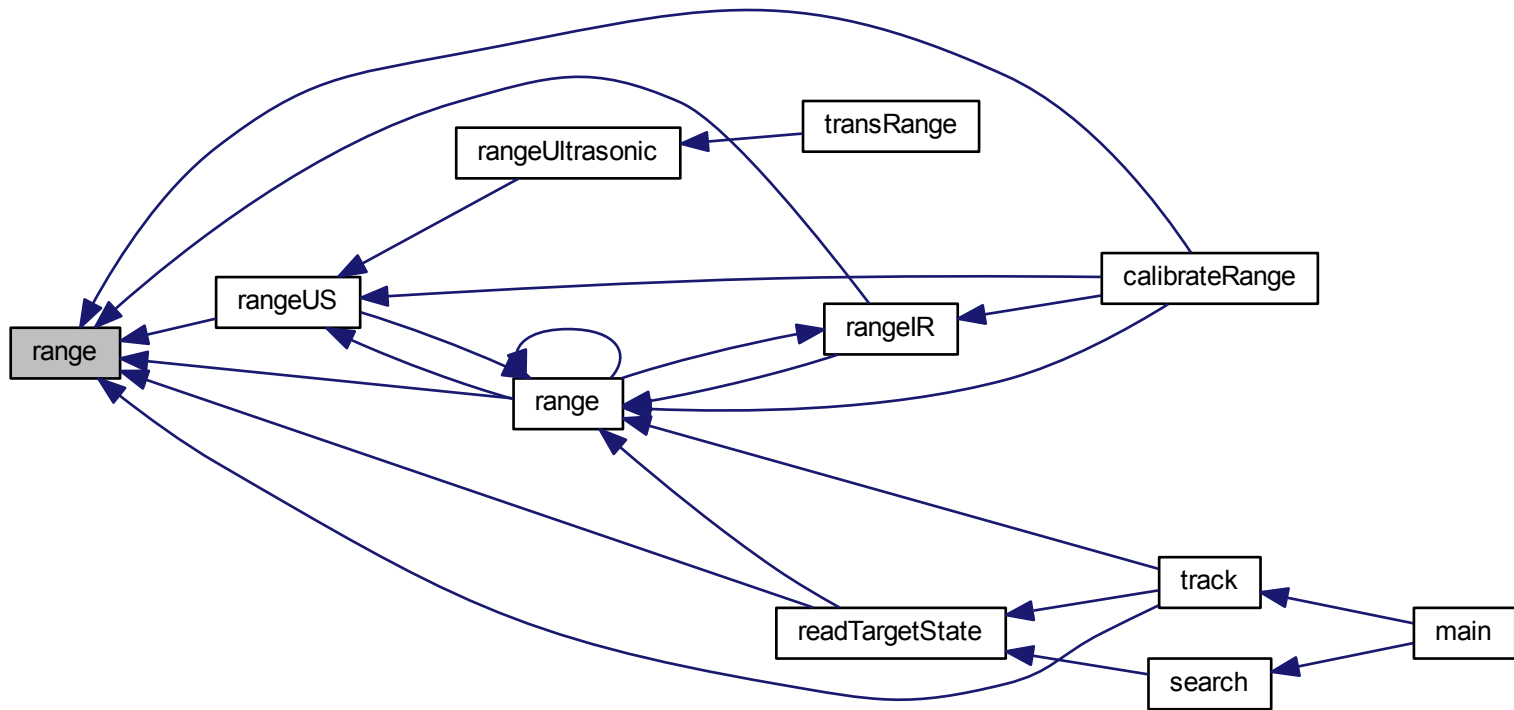 transRange
rangeUltrasonic
calibrateRange
rangeUS
rangeIR
range
range
track
readTargetState
main
search